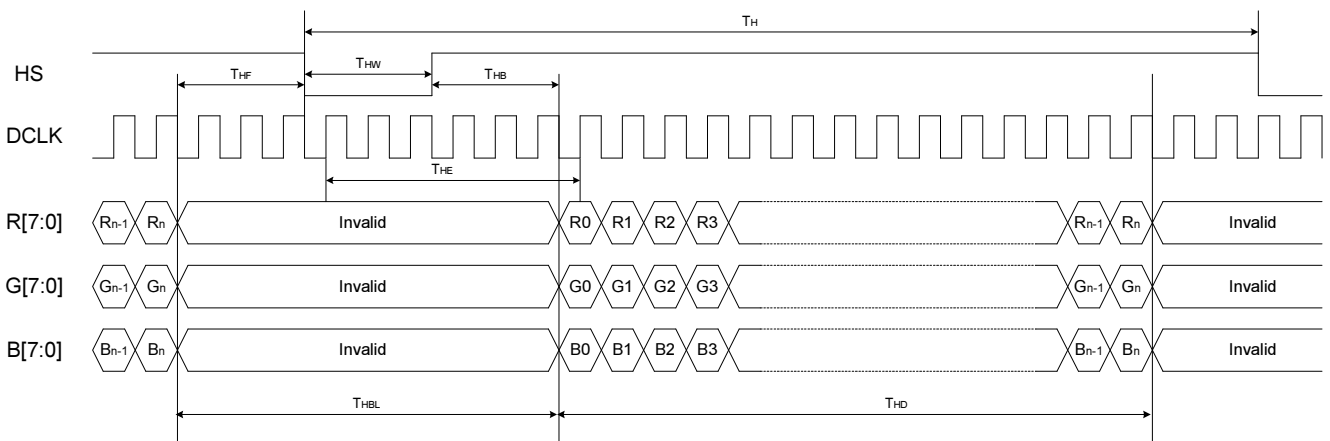 TH
HS
THF
THW
THB
DCLK
THE
R[7:0] Rn-1 Rn Invalid R0 R1 R2 R3 Rn-1 Rn Invalid
G[7:0] Gn-1 Gn Invalid G0 G1 G2 G3 Gn-1 Gn Invalid
B[7:0] Bn-1 Bn Invalid B0 B1 B2 B3 Bn-1 Bn Invalid
THBL THD